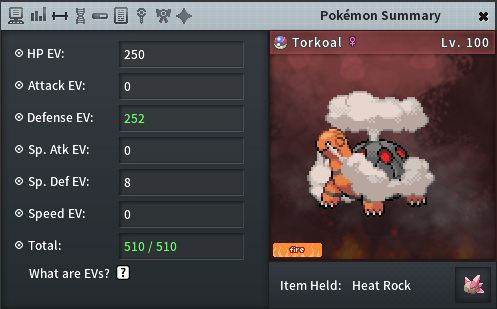 Pokémon Summary
HP EV: 250
Attack EV: 0
Defense EV: 252
Sp. Atk EV: 0
Sp. Def EV: 8
Speed EV: 0
Total: 510 / 510
What are EVs? ?
Torkoal ♀ Lv. 100
fire
Item Held: Heat Rock